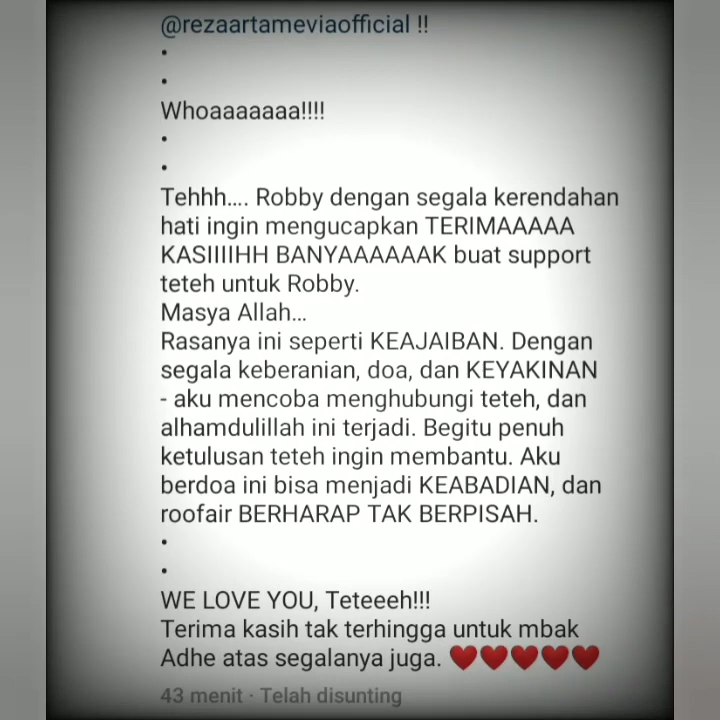 @rezaartameviaofficial !!
•
•
Whoaaaaaaa!!!!
•
•
Tehhh.... Robby dengan segala kerendahan
hati ingin mengucapkan TERIMAAAAA
KASIIIIHH BANYAAAAAAK buat support
teteh untuk Robby.
Masya Allah...
Rasanya ini seperti KEAJAIBAN. Dengan
segala keberanian, doa, dan KEYAKINAN
- aku mencoba menghubungi teteh, dan
alhamdulillah ini terjadi. Begitu penuh
ketulusan teteh ingin membantu. Aku
berdoa ini bisa menjadi KEABADIAN, dan
roofair BERHARAP TAK BERPISAH.
•
•
WE LOVE YOU, Teteeeh!!!
Terima kasih tak terhingga untuk mbak
Adhe atas segalanya juga. ❤️❤️❤️❤️❤️
43 menit · Telah disunting